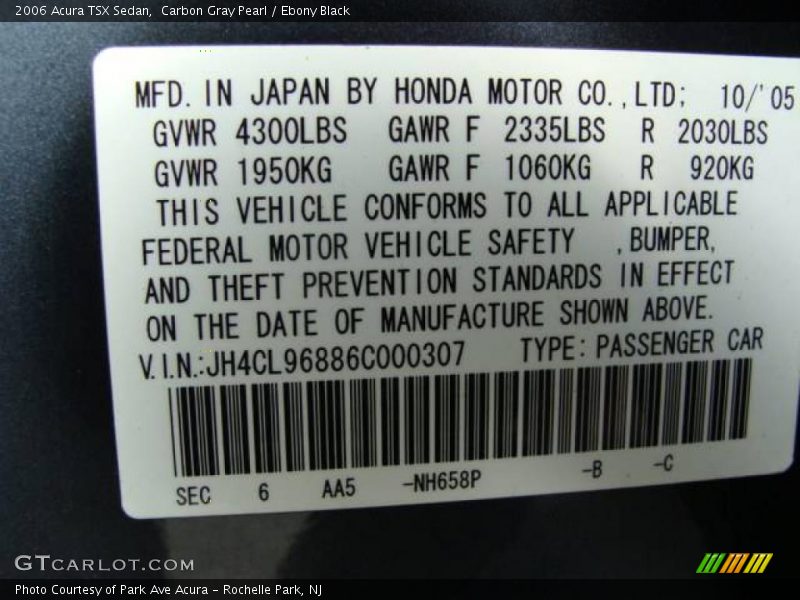 2006 Acura TSX Sedan,  Carbon Gray Pearl / Ebony Black
MFD. IN JAPAN BY HONDA MOTOR CO.,LTD; 10/'05
GVWR 4300LBS GAWR F 2335LBS R 2030LBS
GVWR 1950KG GAWR F 1060KG R 920KG
THIS VEHICLE CONFORMS TO ALL APPLICABLE
FEDERAL MOTOR VEHICLE SAFETY ,BUMPER,
AND THEFT PREVENTION STANDARDS IN EFFECT
ON THE DATE OF MANUFACTURE SHOWN ABOVE.
V.I.N.:JH4CL96886C000307 TYPE: PASSENGER CAR
SEC 6 AA5 -NH658P -B -C
GTCARLOT.COM
Photo Courtesy of Park Ave Acura - Rochelle Park, NJ